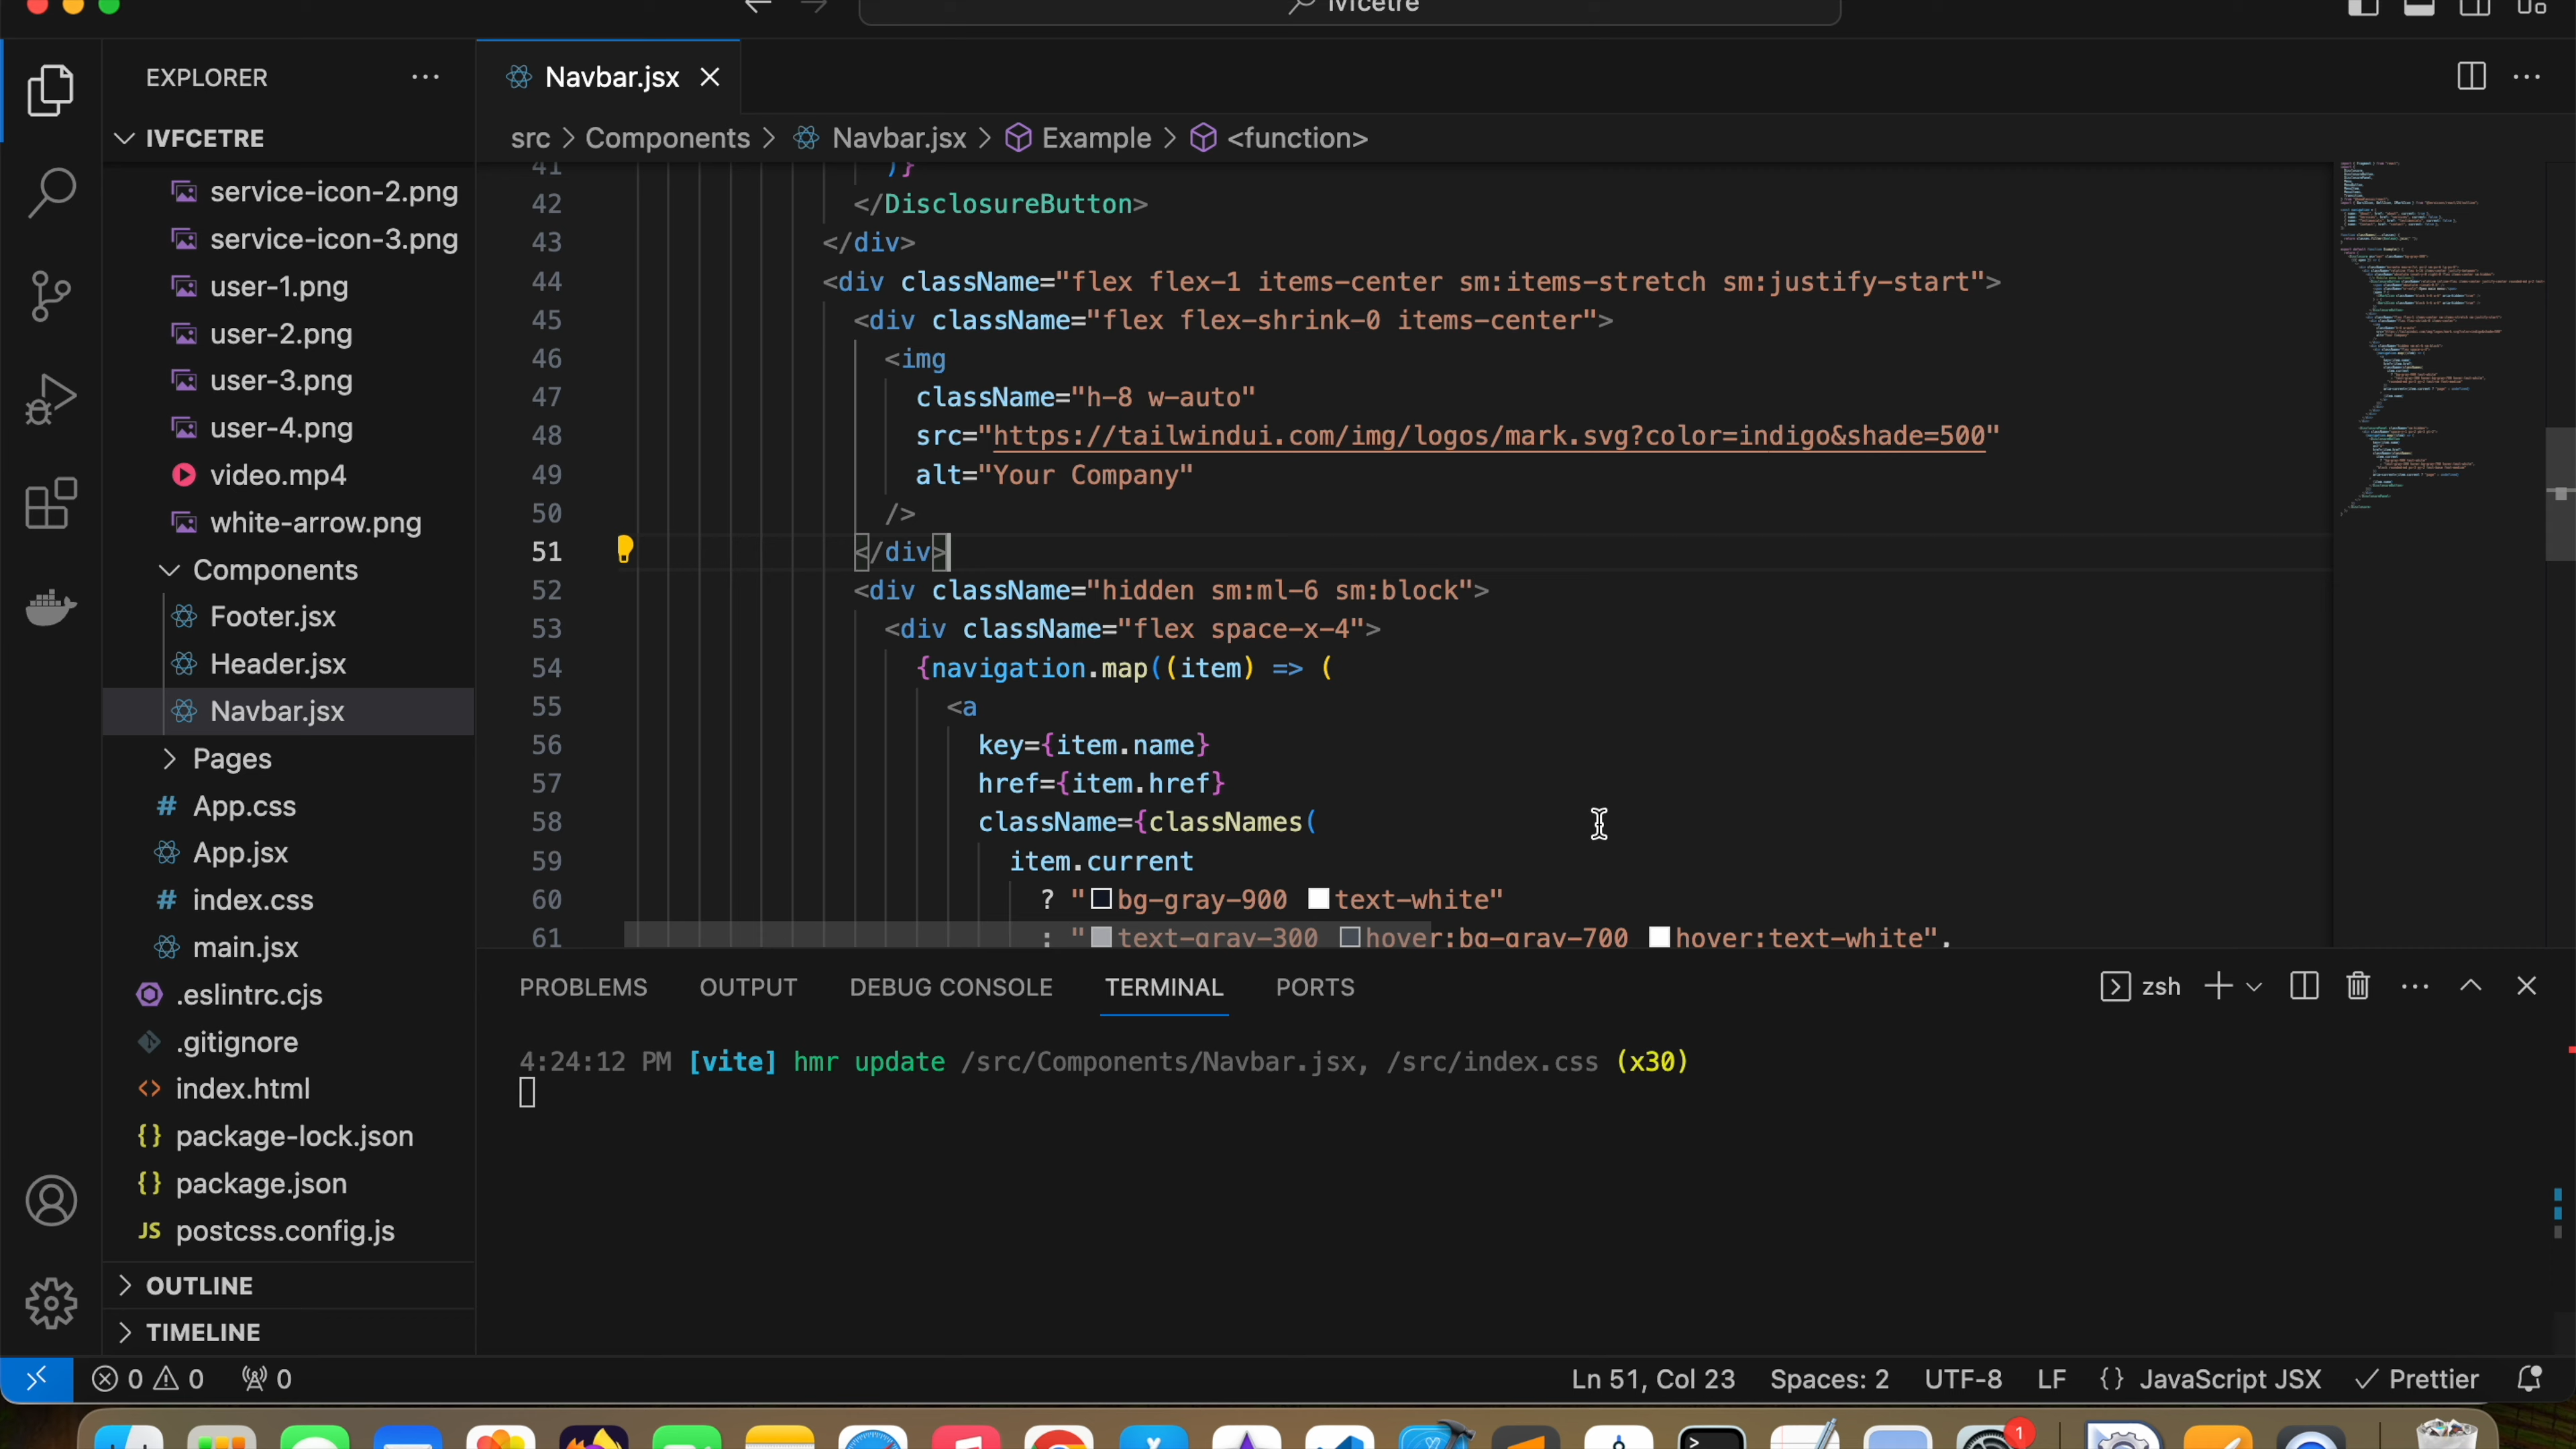 ivfcetre
EXPLORER
Navbar.jsx
IVFCETRE
src > Components > Navbar.jsx > Example > <function>
service-icon-2.png
service-icon-3.png
user-1.png
user-2.png
user-3.png
user-4.png
video.mp4
white-arrow.png
Components
Footer.jsx
Header.jsx
Navbar.jsx
Pages
# App.css
App.jsx
# index.css
main.jsx
.eslintrc.cjs
.gitignore
<> index.html
{} package-lock.json
{} package.json
JS postcss.config.js
OUTLINE
TIMELINE
41 )}
42 </DisclosureButton>
43 </div>
44 <div className="flex flex-1 items-center sm:items-stretch sm:justify-start">
45 <div className="flex flex-shrink-0 items-center">
46 <img
47 className="h-8 w-auto"
48 src="https://tailwindui.com/img/logos/mark.svg?color=indigo&shade=500"
49 alt="Your Company"
50 />
51 </div>
52 <div className="hidden sm:ml-6 sm:block">
53 <div className="flex space-x-4">
54 {navigation.map((item) => (
55 <a
56 key={item.name}
57 href={item.href}
58 className={classNames(
59 item.current
60 ? "bg-gray-900 text-white"
61 : "text-gray-300 hover:bg-gray-700 hover:text-white",
PROBLEMS OUTPUT DEBUG CONSOLE TERMINAL PORTS
zsh
4:24:12 PM [vite] hmr update /src/Components/Navbar.jsx, /src/index.css (x30)
0 0 0
Ln 51, Col 23 Spaces: 2 UTF-8 LF {} JavaScript JSX Prettier
1